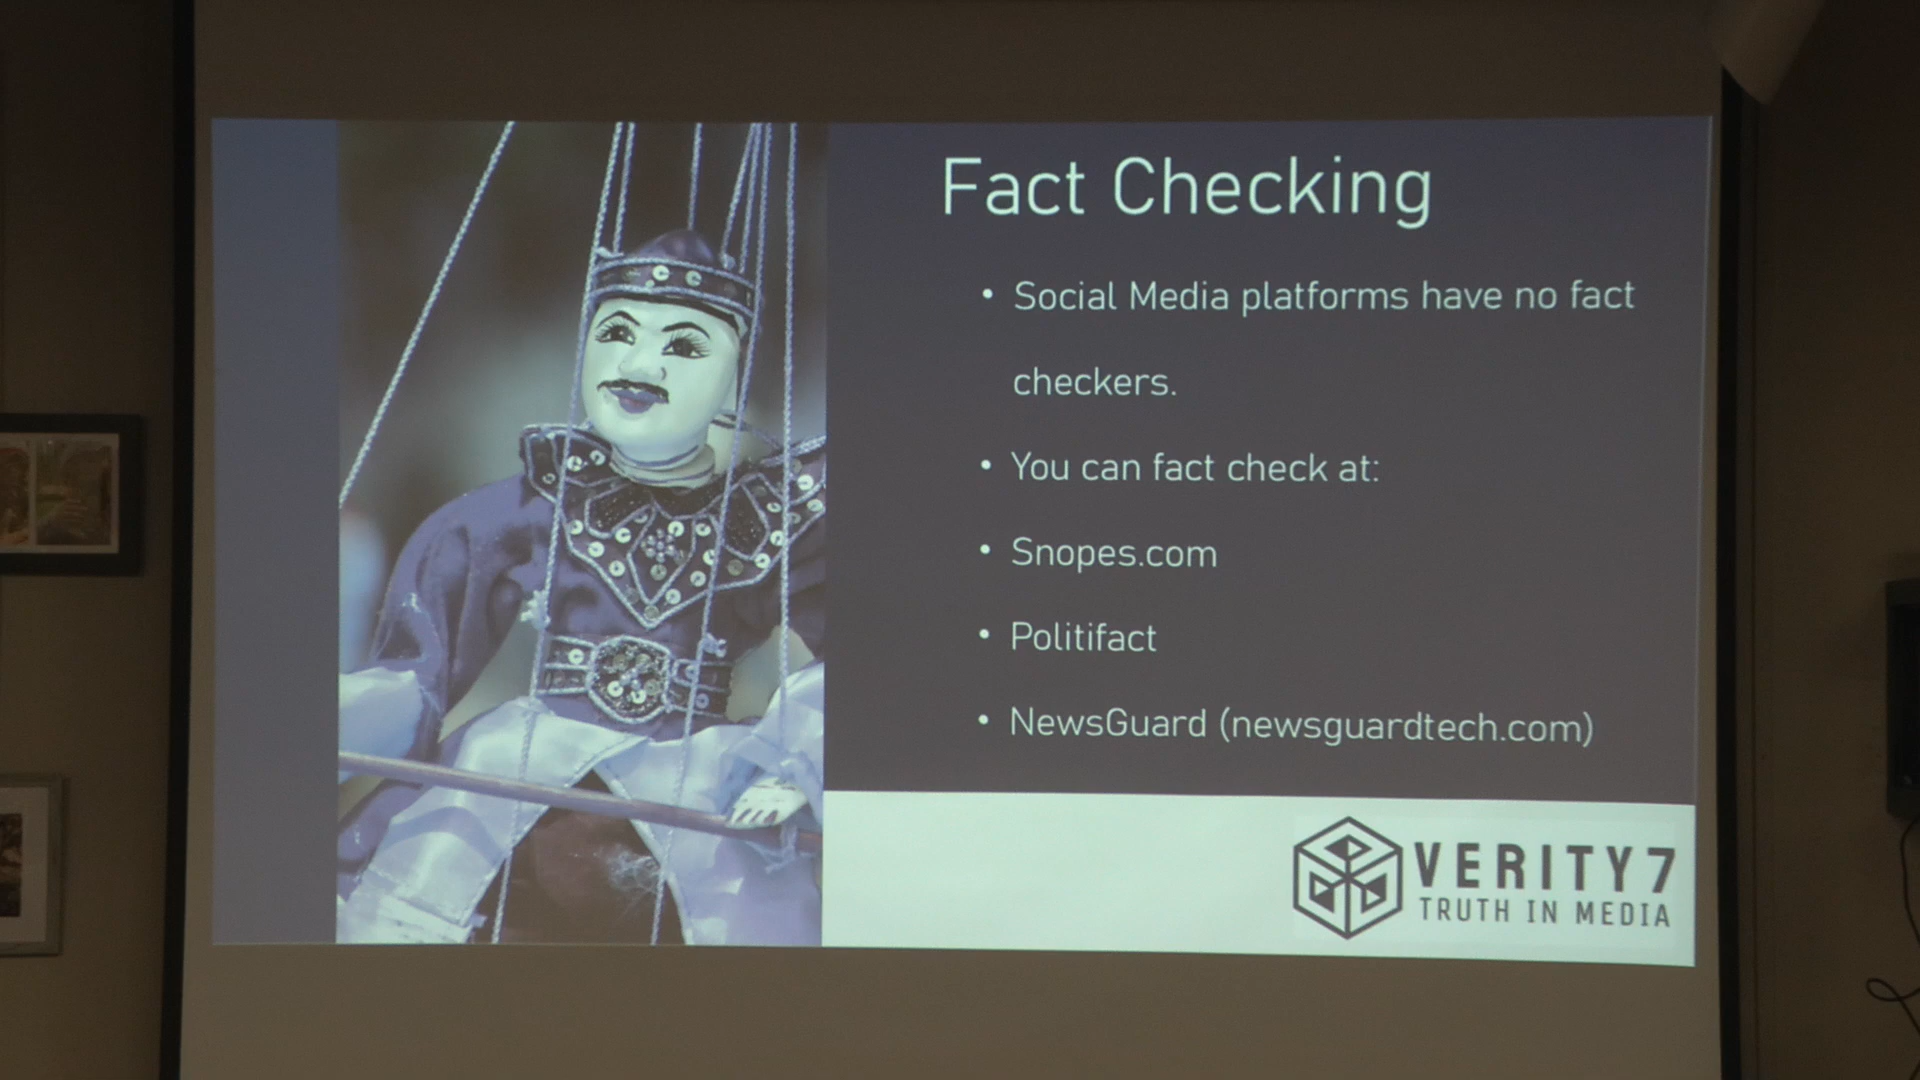 Fact Checking
• Social Media platforms have no fact
checkers.
• You can fact check at:
• Snopes.com
• Politifact
• NewsGuard (newsguardtech.com)
VERITY7
TRUTH IN MEDIA